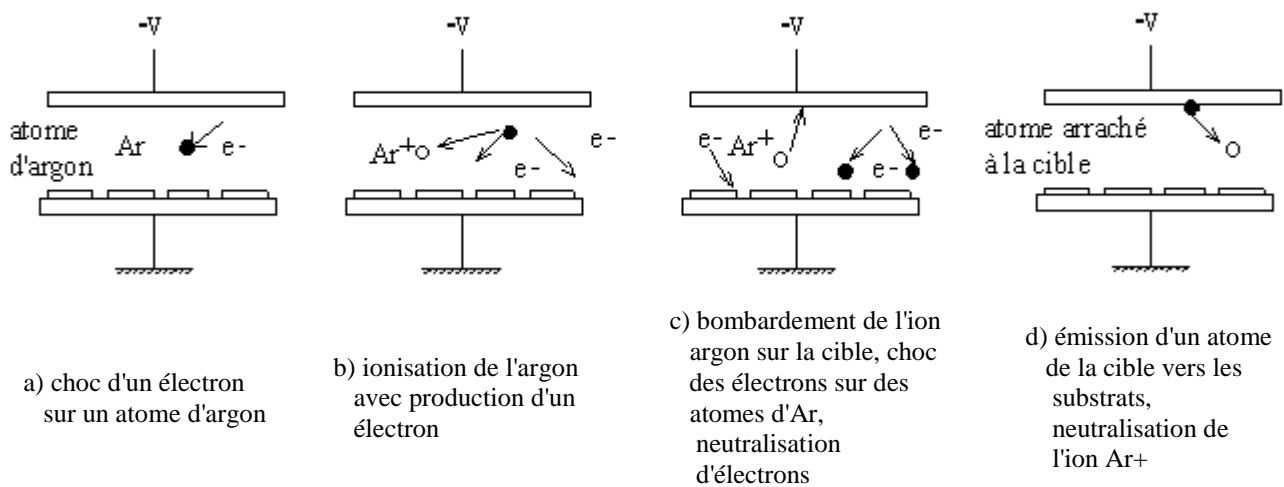 -V
atome
d'argon
Ar
e-
a) choc d'un électron
sur un atome d'argon
-V
Ar+
e-
e-
b) ionisation de l'argon
avec production d'un
électron
-V
e-
Ar+
e-
e-
c) bombardement de l'ion
argon sur la cible, choc
des électrons sur des
atomes d'Ar,
neutralisation
d'électrons
-V
atome arraché
à la cible
d) émission d'un atome
de la cible vers les
substrats,
neutralisation de
l'ion Ar+